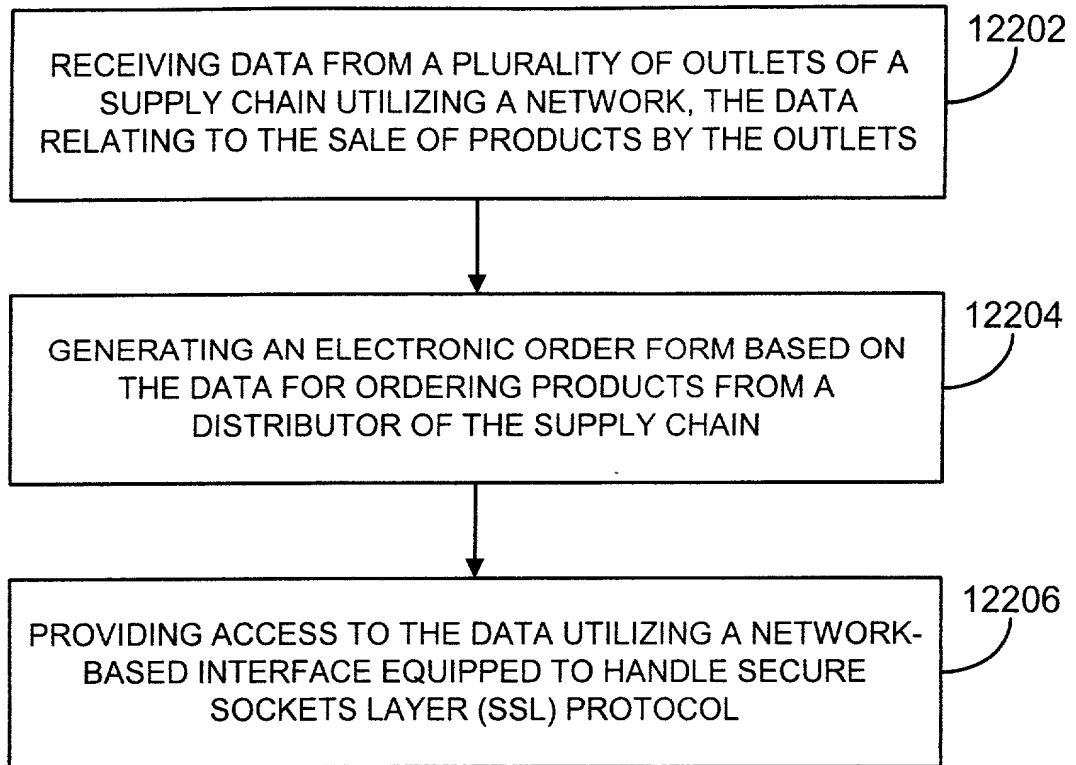 12202
RECEIVING DATA FROM A PLURALITY OF OUTLETS OF A
SUPPLY CHAIN UTILIZING A NETWORK, THE DATA
RELATING TO THE SALE OF PRODUCTS BY THE OUTLETS
12204
GENERATING AN ELECTRONIC ORDER FORM BASED ON
THE DATA FOR ORDERING PRODUCTS FROM A
DISTRIBUTOR OF THE SUPPLY CHAIN
12206
PROVIDING ACCESS TO THE DATA UTILIZING A NETWORK-
BASED INTERFACE EQUIPPED TO HANDLE SECURE
SOCKETS LAYER (SSL) PROTOCOL